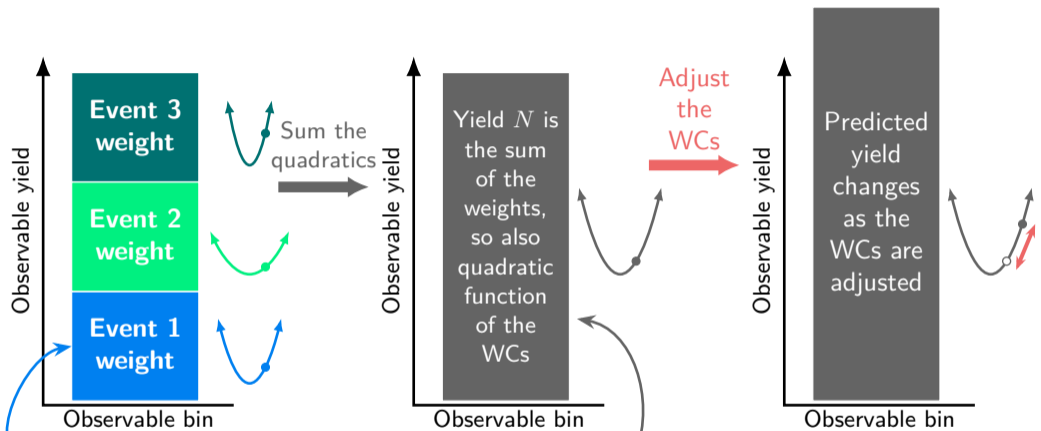 Observable yield
Event 3
weight
Event 2
weight
Event 1
weight
Observable bin
Sum the
quadratics
Observable yield
Yield N is
the sum
of the
weights,
so also
quadratic
function
of the
WCs
Observable bin
Adjust
the
WCs
Observable yield
Predicted
yield
changes
as the
WCs are
adjusted
Observable bin